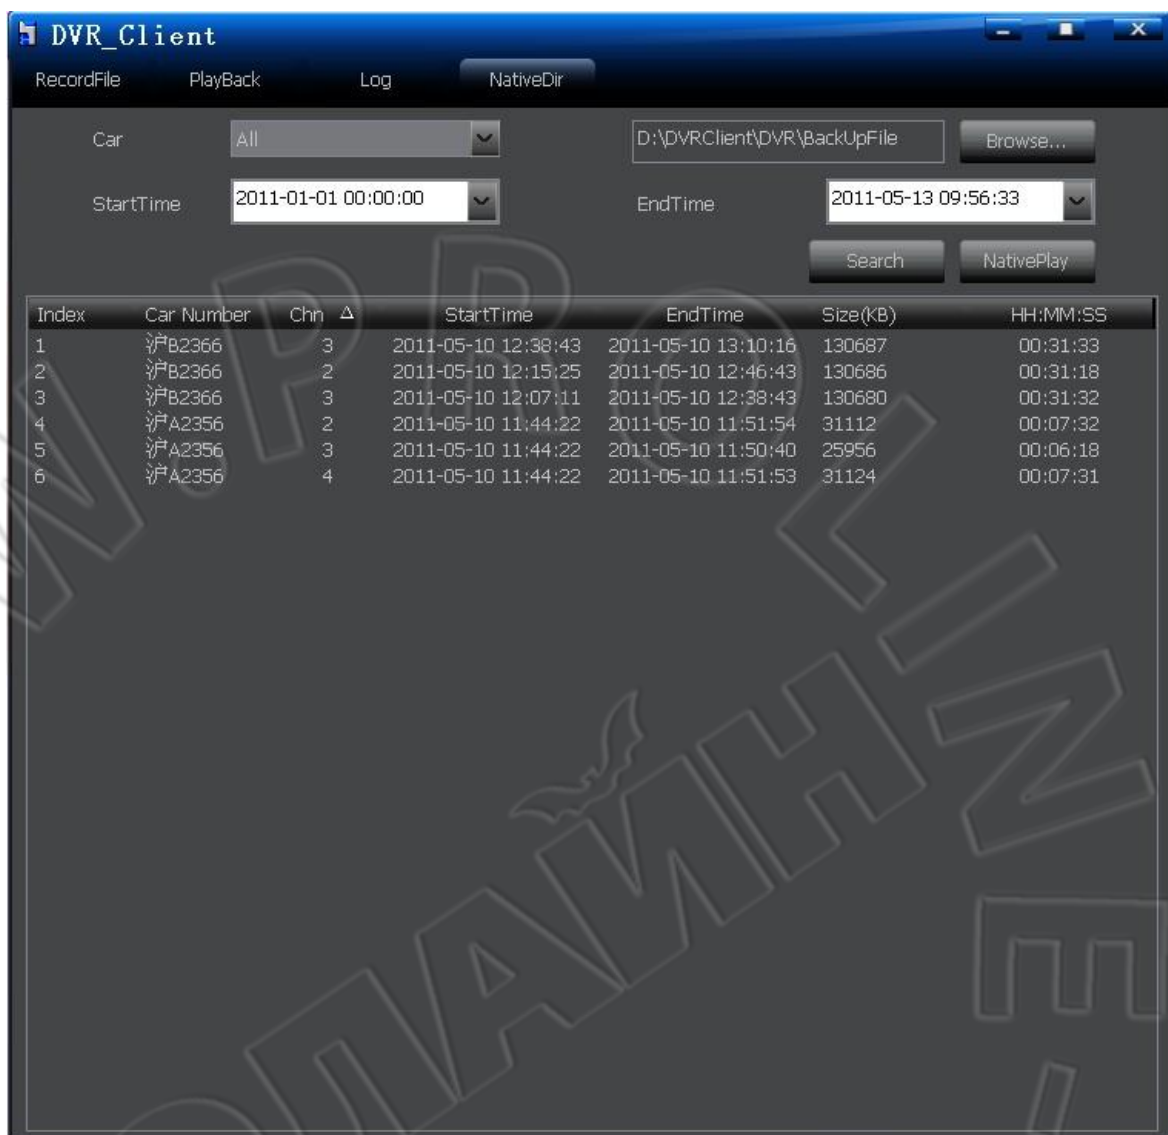 DVR_Client
RecordFile PlayBack Log NativeDir
Car All D:\DVRClient\DVR\BackUpFile Browse...
StartTime 2011-01-01 00:00:00 EndTime 2011-05-13 09:56:33
Search NativePlay
Index Car Number Chn Δ StartTime EndTime Size(KB) HH:MM:SS
1 沪B2366 3 2011-05-10 12:38:43 2011-05-10 13:10:16 130687 00:31:33
2 沪B2366 2 2011-05-10 12:15:25 2011-05-10 12:46:43 130686 00:31:18
3 沪B2366 3 2011-05-10 12:07:11 2011-05-10 12:38:43 130680 00:31:32
4 沪A2356 2 2011-05-10 11:44:22 2011-05-10 11:51:54 31112 00:07:32
5 沪A2356 3 2011-05-10 11:44:22 2011-05-10 11:50:40 25956 00:06:18
6 沪A2356 4 2011-05-10 11:44:22 2011-05-10 11:51:53 31124 00:07:31
W.PROLINE-
ОЛАЙН